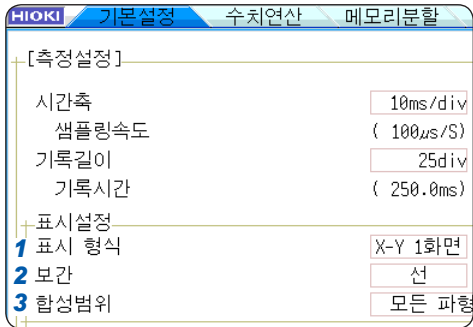 HIOKI 기본설정 수치연산 메모리분할
[측정설정]
시간축 10ms/div
샘플링속도 ( 100㎲/S)
기록길이 25div
기록시간 ( 250.0ms)
표시설정
1 표시 형식 X-Y 1화면
2 보간 선
3 합성범위 모든 파형